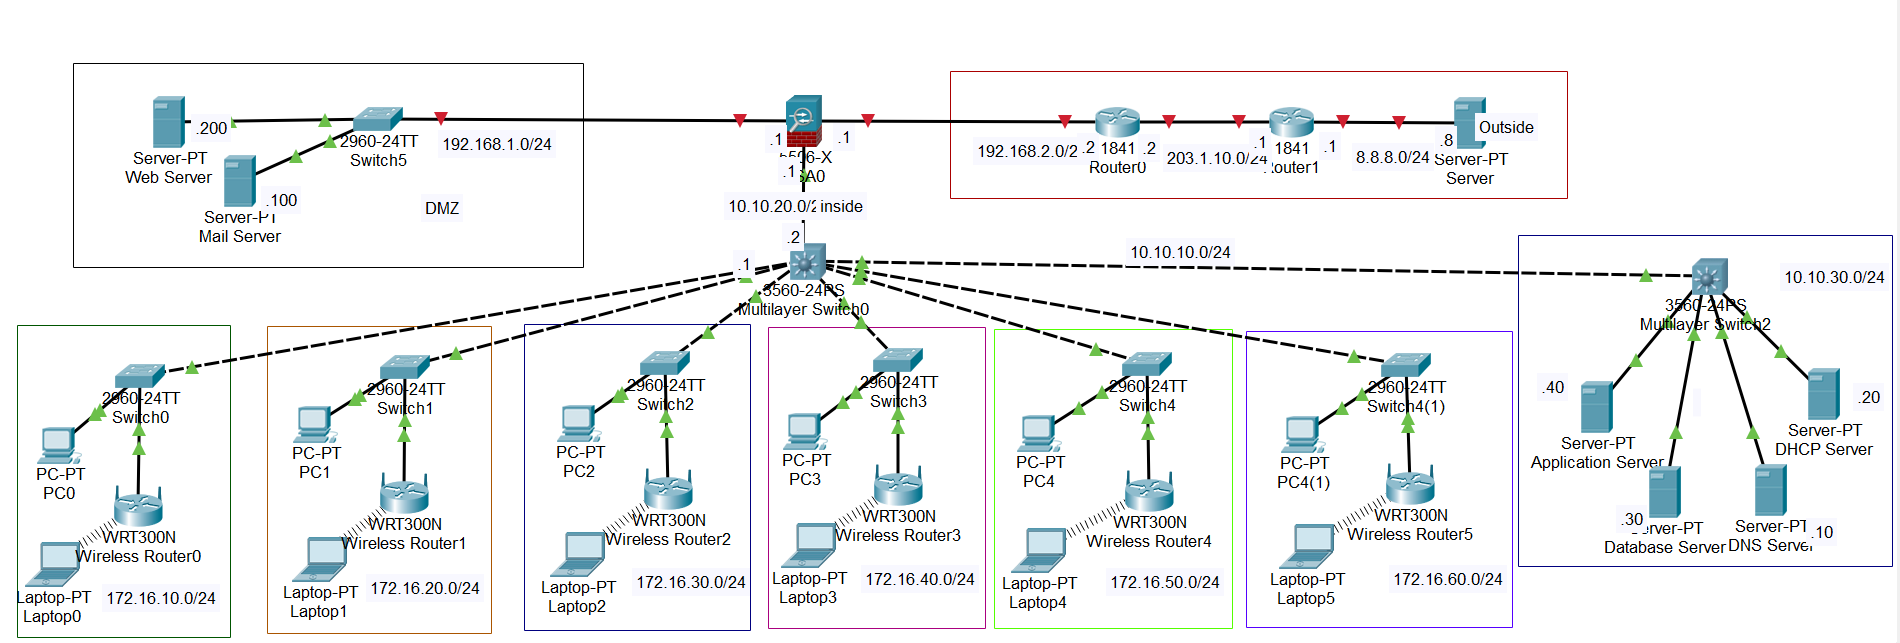 .200
Server-PT
Web Server
2960-24TT
Switch5
192.168.1.0/24
.100
Mail Server
DMZ
.1
.1
.1
10.10.20.0/2
inside
.2
192.168.2.0/2
.2
1841
Router0
.2
203.1.10.0/24
.1
1841
.1
8.8.8.0/24
.8
Outside
Server-PT
Server
.1
3560-24PS
Multilayer Switch0
10.10.10.0/24
10.10.30.0/24
3560-24PS
Multilayer Switch2
.40
Server-PT
Application Server
.30
Database Server
Server-PT
DNS Server
.10
.20
Server-PT
DHCP Server
2960-24TT
Switch0
PC-PT
PC0
WRT300N
Wireless Router0
Laptop-PT
Laptop0
172.16.10.0/24
2960-24TT
Switch1
PC-PT
PC1
WRT300N
Wireless Router1
Laptop-PT
Laptop1
172.16.20.0/24
2960-24TT
Switch2
PC-PT
PC2
WRT300N
Wireless Router2
Laptop-PT
Laptop2
172.16.30.0/24
2960-24TT
Switch3
PC-PT
PC3
WRT300N
Wireless Router3
Laptop-PT
Laptop3
172.16.40.0/24
2960-24TT
Switch4
PC-PT
PC4
WRT300N
Wireless Router4
Laptop-PT
Laptop4
172.16.50.0/24
2960-24TT
Switch4(1)
PC-PT
PC4(1)
WRT300N
Wireless Router5
Laptop-PT
Laptop5
172.16.60.0/24